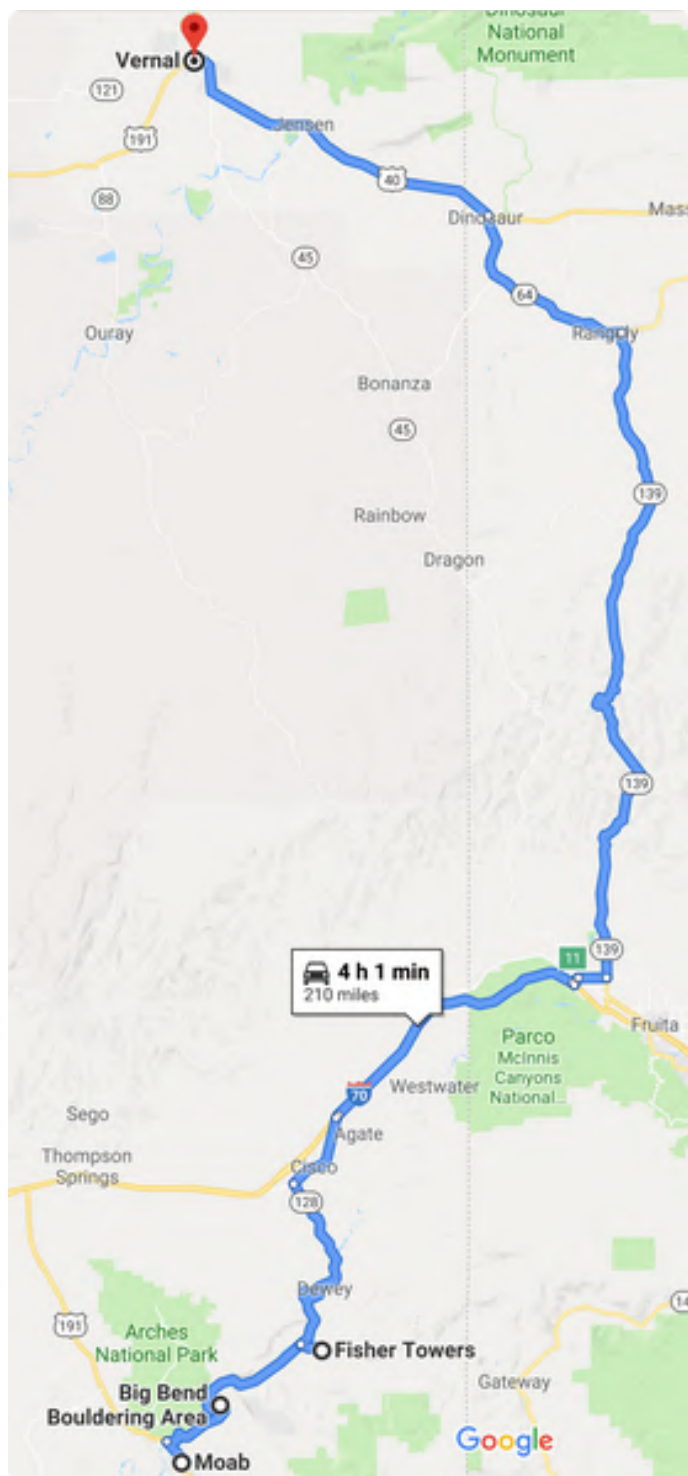 Dinosaur
National
Monument
Vernal
121
Jensen
191
40
88
Dinosaur
Mass
45
64
Ouray
Rangely
Bonanza
45
139
Rainbow
Dragon
139
4 h 1 min
210 miles
11
139
Fruita
Parco
McInnis
Canyons
National...
Westwater
70
Sego
Agate
Thompson
Springs
Cisco
128
Dewey
14
191
Arches
National Park
Fisher Towers
Gateway
Big Bend
Bouldering Area
Google
Moab